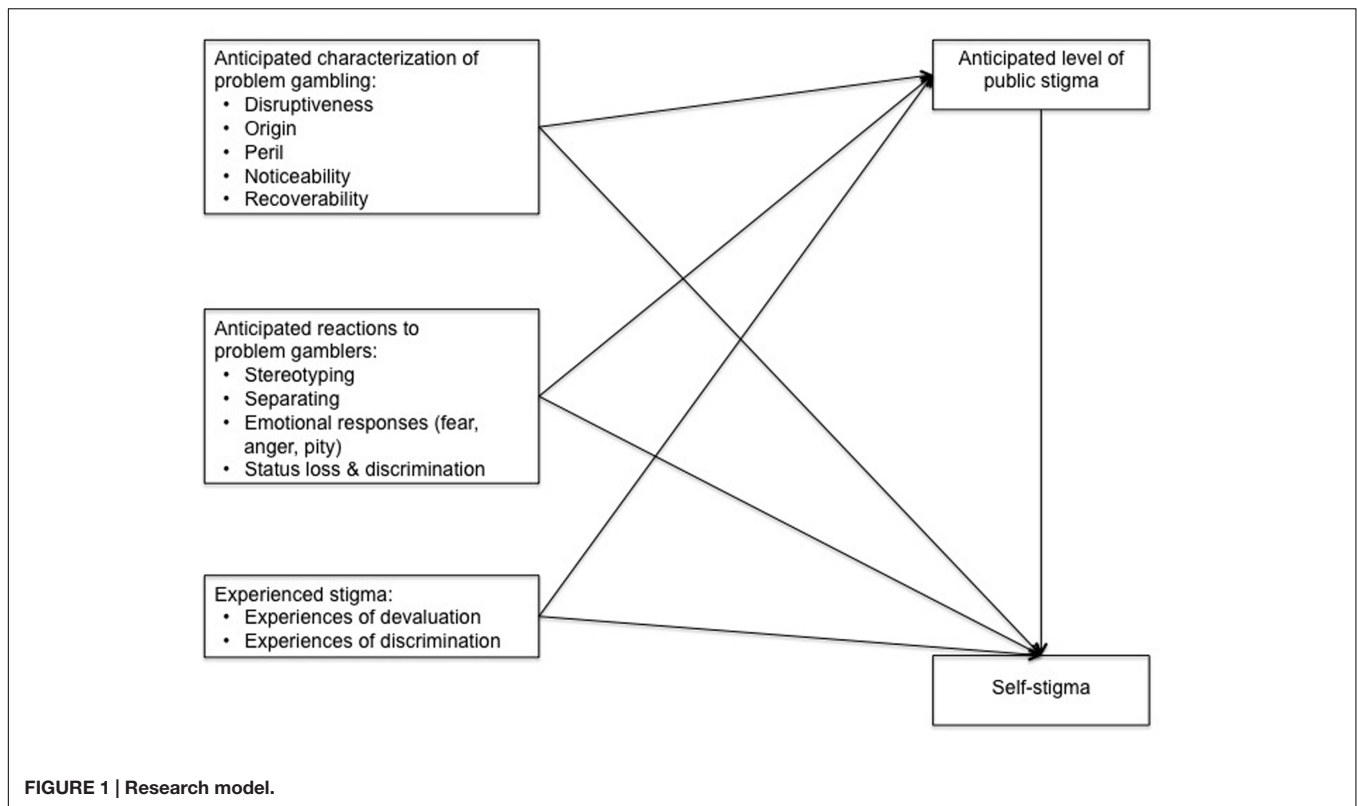 Anticipated characterization of
problem gambling:
• Disruptiveness
• Origin
• Peril
• Noticeability
• Recoverability
Anticipated level of
public stigma
Anticipated reactions to
problem gamblers:
• Stereotyping
• Separating
• Emotional responses (fear,
anger, pity)
• Status loss & discrimination
Experienced stigma:
• Experiences of devaluation
• Experiences of discrimination
Self-stigma
FIGURE 1 | Research model.